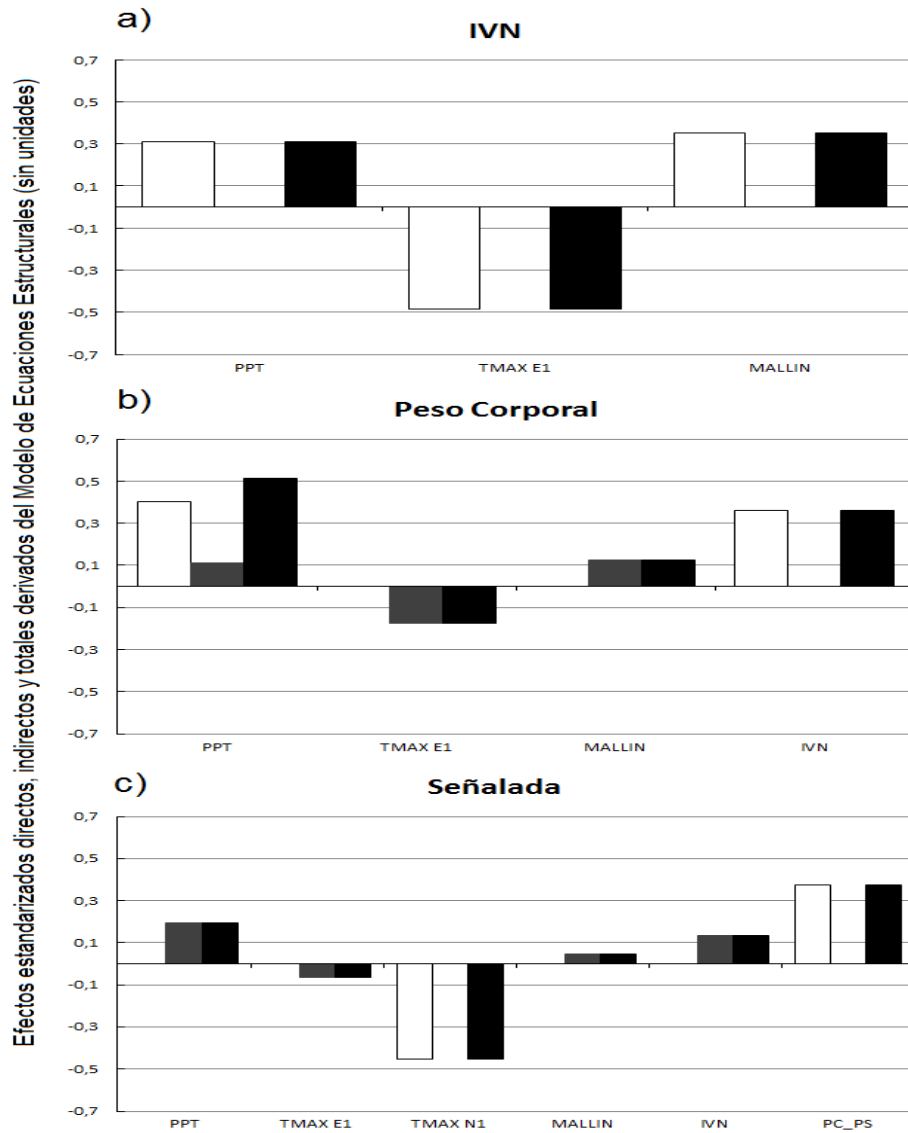 Efectos estandarizados directos, indirectos y totales derivados del Modelo de Ecuaciones Estructurales (sin unidades)
a)
IVN
0,7
0,5
0,3
0,1
-0,1
-0,3
-0,5
-0,7
PPT TMAX E1 MALLIN
b)
Peso Corporal
0,7
0,5
0,3
0,1
-0,1
-0,3
-0,5
-0,7
PPT TMAX E1 MALLIN IVN
c)
Señalada
0,7
0,5
0,3
0,1
-0,1
-0,3
-0,5
-0,7
PPT TMAX E1 TMAX N1 MALLIN IVN PC_PS